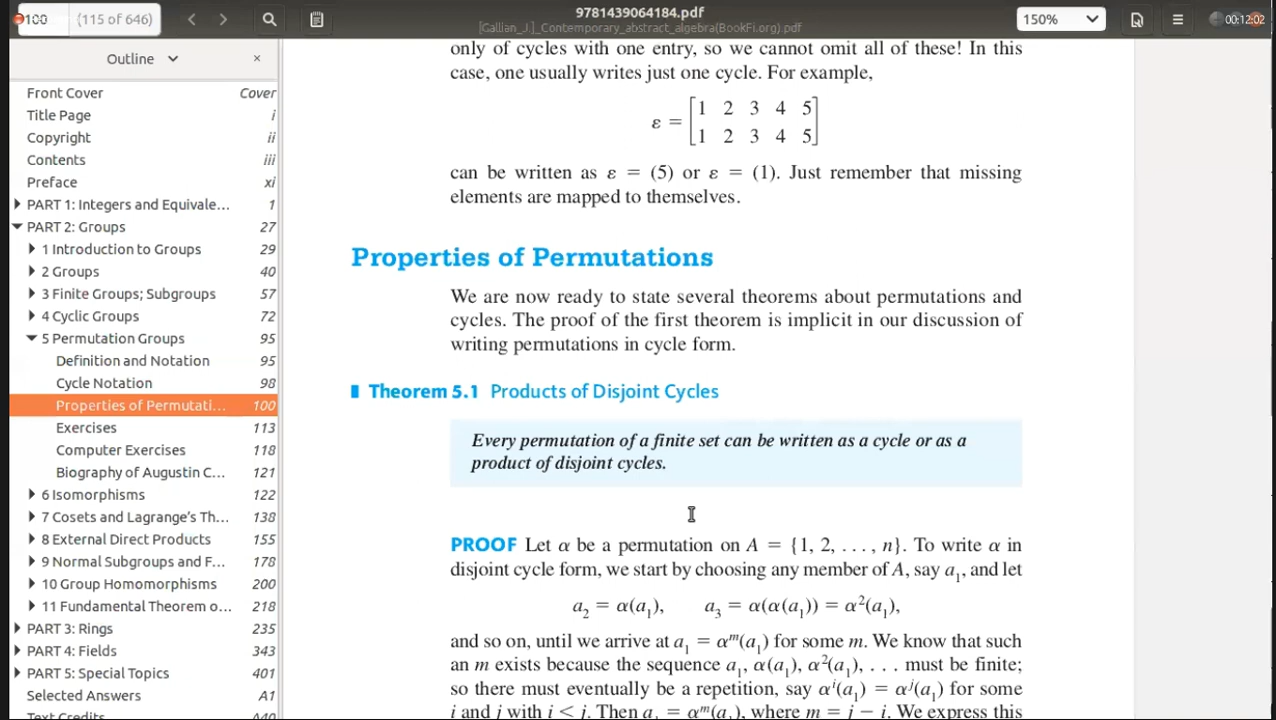 100 (115 of 646)
9781439064184.pdf
[Gallian_J.]_Contemporary_abstract_algebra(BookFi.org).pdf
150%
00:12:02
Outline
Front Cover Cover
Title Page i
Copyright ii
Contents iii
Preface xi
PART 1: Integers and Equivale... 1
PART 2: Groups 27
1 Introduction to Groups 29
2 Groups 40
3 Finite Groups; Subgroups 57
4 Cyclic Groups 72
5 Permutation Groups 95
Definition and Notation 95
Cycle Notation 98
Properties of Permutati... 100
Exercises 113
Computer Exercises 118
Biography of Augustin C... 121
6 Isomorphisms 122
7 Cosets and Lagrange's Th... 138
8 External Direct Products 155
9 Normal Subgroups and F... 178
10 Group Homomorphisms 200
11 Fundamental Theorem o... 218
PART 3: Rings 235
PART 4: Fields 343
PART 5: Special Topics 401
Selected Answers A1
Text Credits A40
only of cycles with one entry, so we cannot omit all of these! In this
case, one usually writes just one cycle. For example,
ε = [1 2 3 4 5]
[1 2 3 4 5]
can be written as ε = (5) or ε = (1). Just remember that missing
elements are mapped to themselves.
Properties of Permutations
We are now ready to state several theorems about permutations and
cycles. The proof of the first theorem is implicit in our discussion of
writing permutations in cycle form.
Theorem 5.1 Products of Disjoint Cycles
Every permutation of a finite set can be written as a cycle or as a
product of disjoint cycles.
PROOF Let α be a permutation on A = {1, 2, . . . , n}. To write α in
disjoint cycle form, we start by choosing any member of A, say a₁, and let
a₂ = α(a₁), a₃ = α(α(a₁)) = α²(a₁),
and so on, until we arrive at a₁ = αᵐ(a₁) for some m. We know that such
an m exists because the sequence a₁, α(a₁), α²(a₁), . . . must be finite;
so there must eventually be a repetition, say αⁱ(a₁) = αʲ(a₁) for some
i and j with i < j. Then a₁ = αᵐ(a₁), where m = j − i. We express this